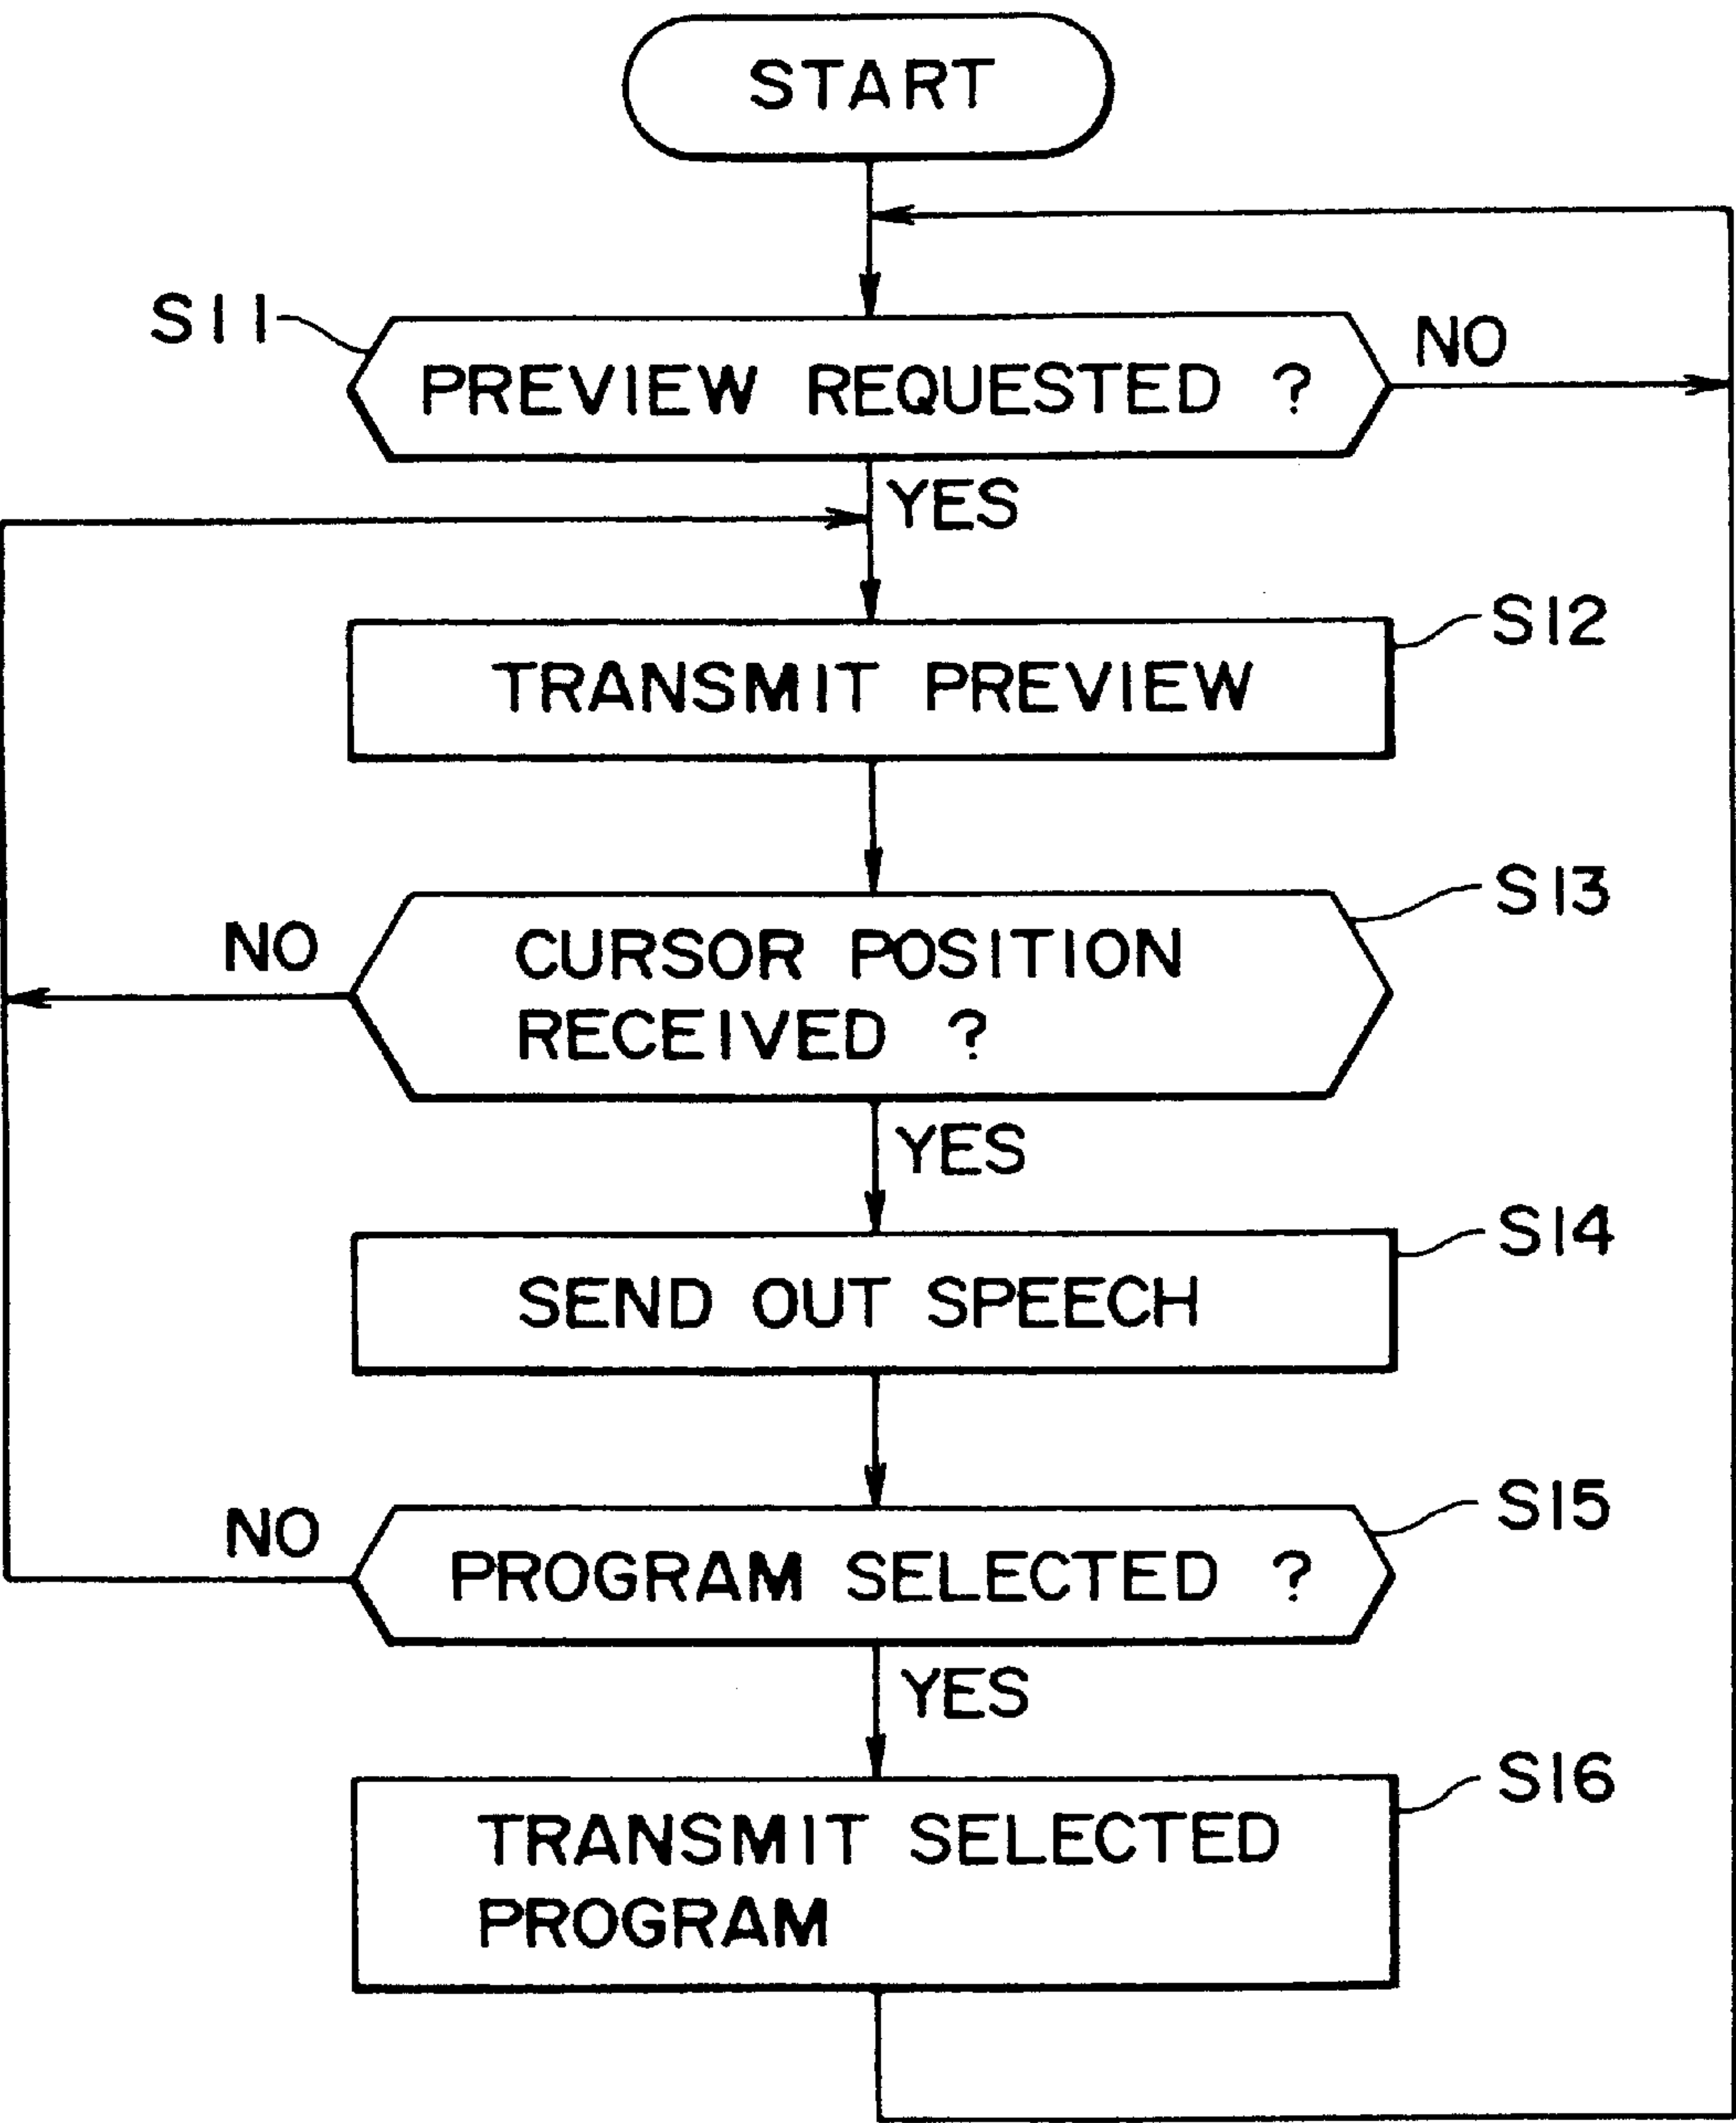 START
S11
PREVIEW REQUESTED ?
NO
YES
S12
TRANSMIT PREVIEW
S13
NO
CURSOR POSITION
RECEIVED ?
YES
S14
SEND OUT SPEECH
S15
NO
PROGRAM SELECTED ?
YES
S16
TRANSMIT SELECTED
PROGRAM